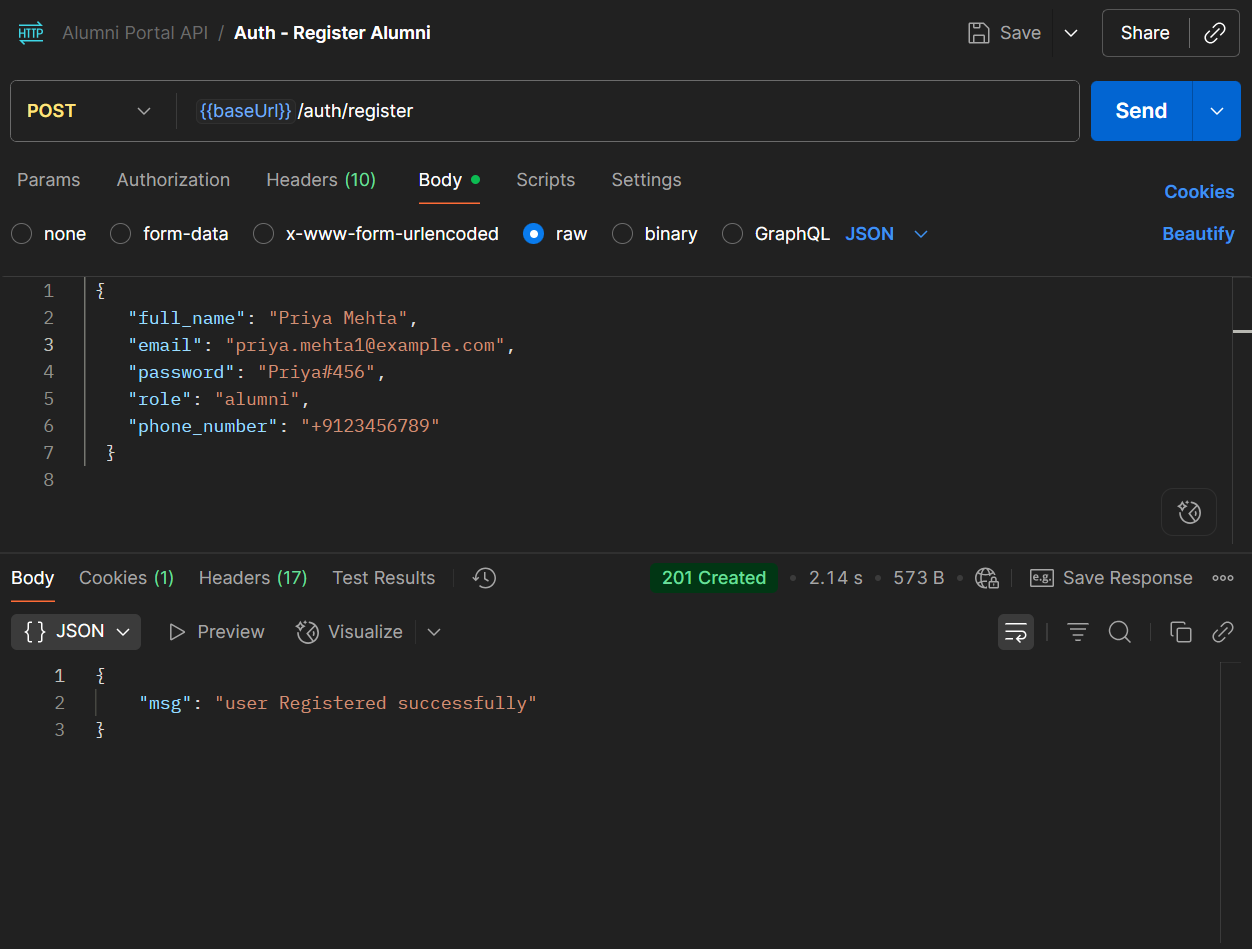 HTTP Alumni Portal API / Auth - Register Alumni Save Share
POST {{baseUrl}} /auth/register Send
Params Authorization Headers (10) Body Scripts Settings Cookies
none form-data x-www-form-urlencoded raw binary GraphQL JSON Beautify
1 {
2 "full_name": "Priya Mehta",
3 "email": "priya.mehta1@example.com",
4 "password": "Priya#456",
5 "role": "alumni",
6 "phone_number": "+9123456789"
7 }
8
Body Cookies (1) Headers (17) Test Results 201 Created • 2.14 s • 573 B • e.g. Save Response
{} JSON Preview Visualize
1 {
2 "msg": "user Registered successfully"
3 }